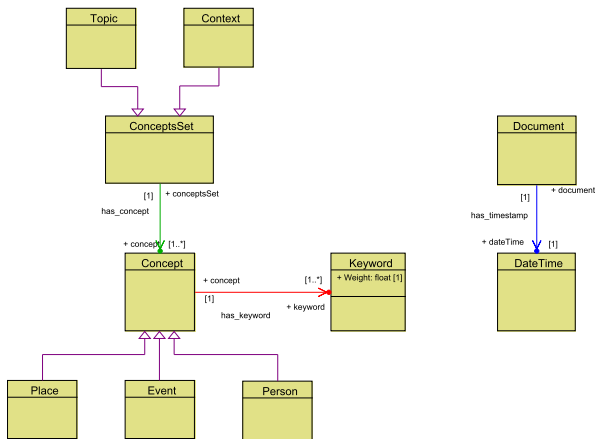 Topic
Context
ConceptsSet
Document
[1]
+ conceptsSet
has_concept
+ concept
[1..*]
[1]
+ document
has_timestamp
+ dateTime
[1]
Concept
+ concept
[1]
[1..*]
+ keyword
has_keyword
Keyword
+ Weight: float [1]
DateTime
Place
Event
Person